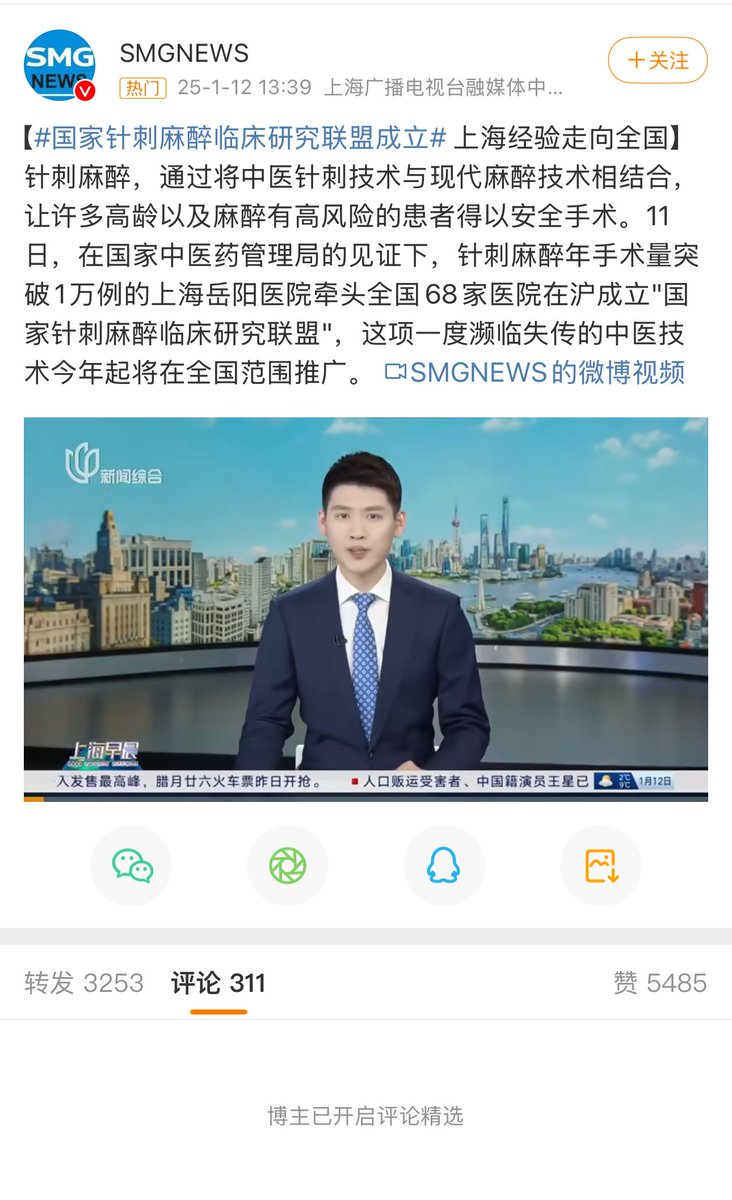 SMG
NEWS
SMGNEWS
热门 25-1-12 13:39 上海广播电视台融媒体中...
+关注
【#国家针刺麻醉临床研究联盟成立# 上海经验走向全国】
针刺麻醉，通过将中医针刺技术与现代麻醉技术相结合，
让许多高龄以及麻醉有高风险的患者得以安全手术。11
日，在国家中医药管理局的见证下，针刺麻醉年手术量突
破1万例的上海岳阳医院牵头全国68家医院在沪成立"国
家针刺麻醉临床研究联盟"，这项一度濒临失传的中医技
术今年起将在全国范围推广。 SMGNEWS的微博视频
新闻综合
上海早晨
GOOD MORNING SHANGHAI
入发售最高峰，腊月廿六火车票昨日开抢。 ■人口贩运受害者、中国籍演员王星已 2℃ 9℃ 1月12日
转发 3253 评论 311 赞 5485
博主已开启评论精选